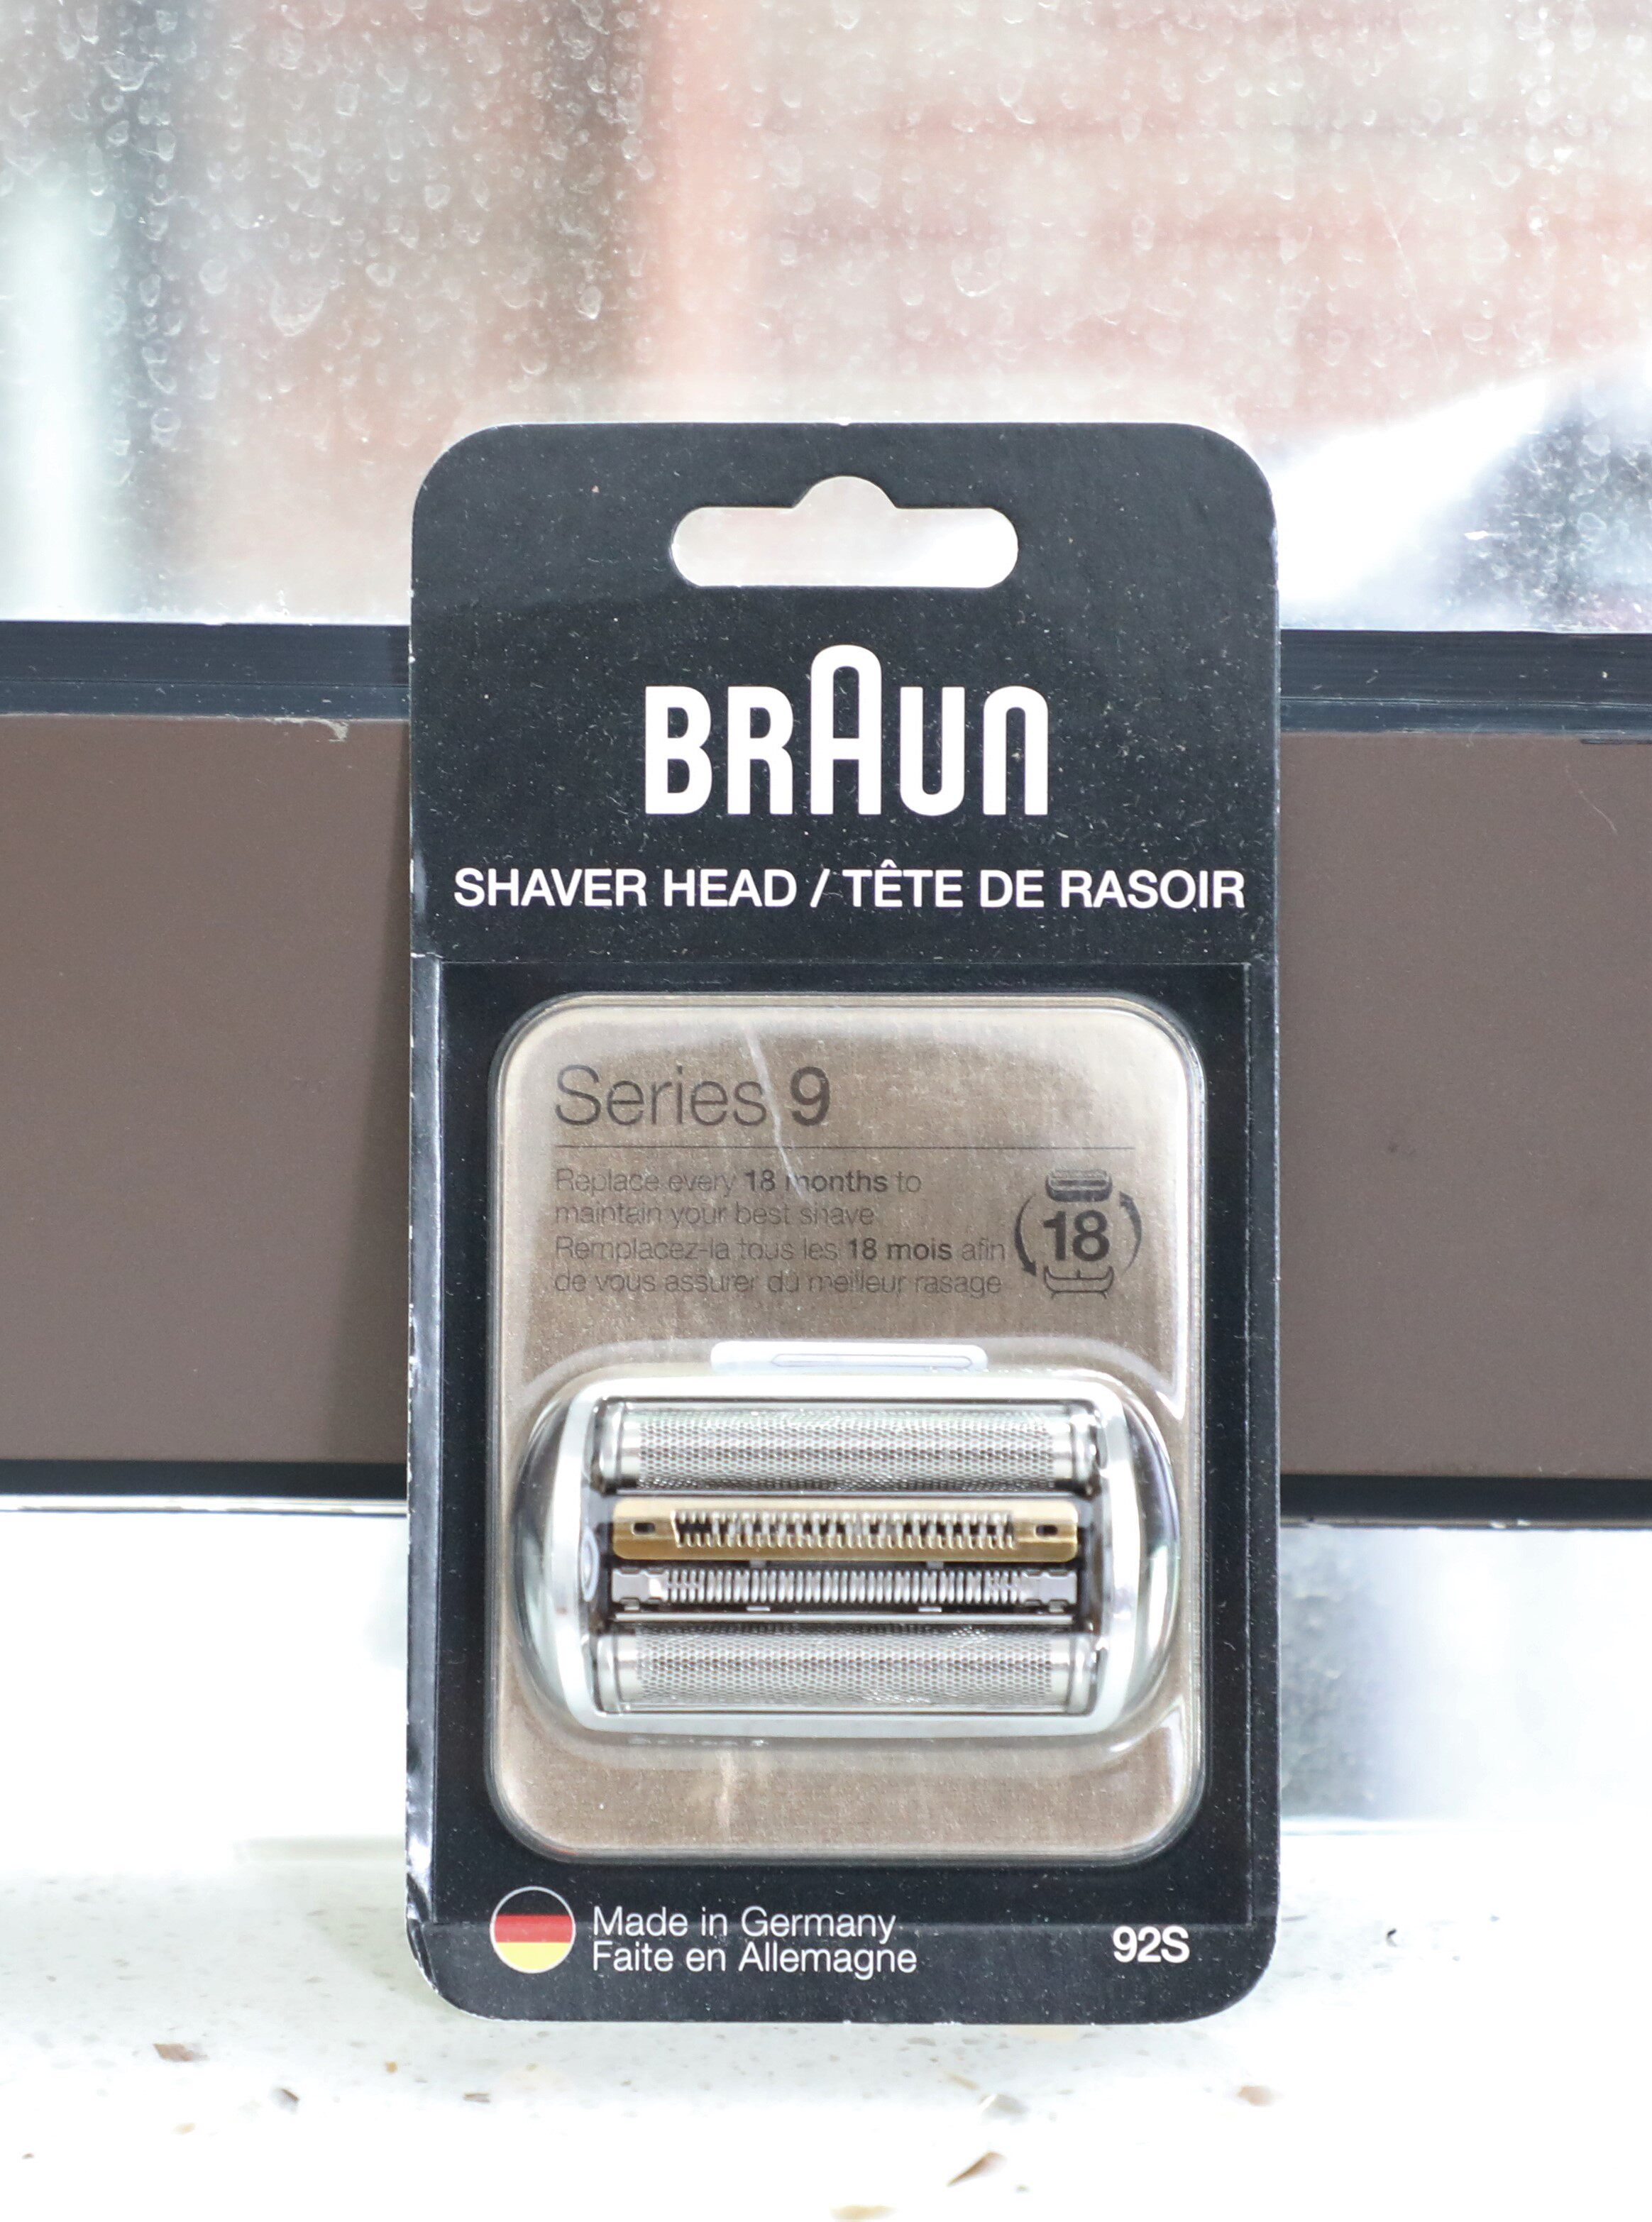 BRAUN
SHAVER HEAD / TÊTE DE RASOIR
Series 9
Replace every 18 months to
maintain your best shave
Remplacez-la tous les 18 mois afin
de vous assurer du meilleur rasage
18
Made in Germany
Faite en Allemagne
92S